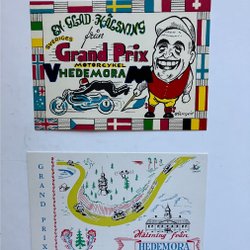 EN GLAD HÄLSNING
från
SVERIGES
Grand Prix
MOTORCYKEL
V HEDEMORA M
GRAND PRIX
Hälsning från
HEDEMORA